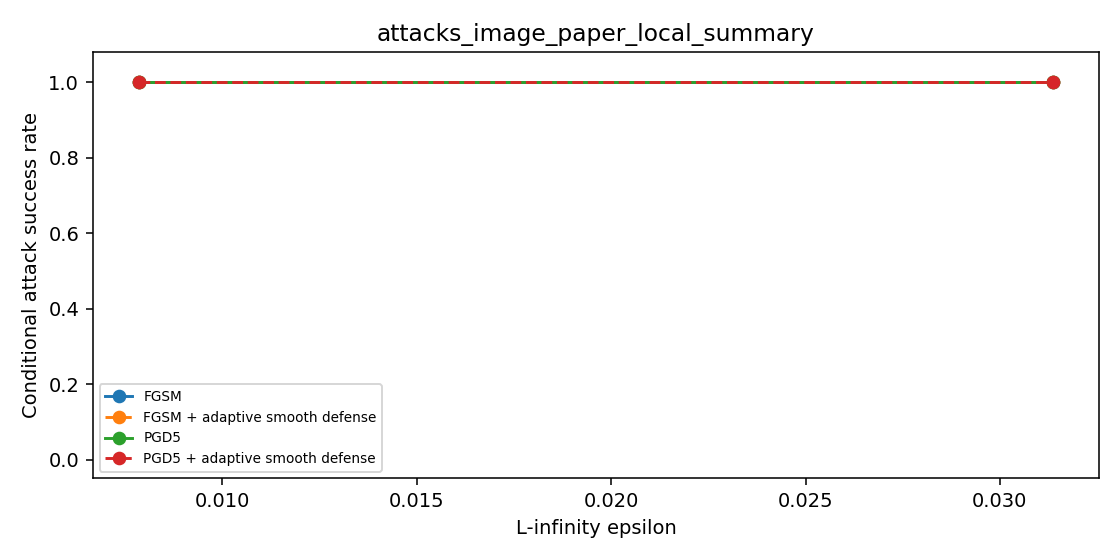 attacks_image_paper_local_summary
Conditional attack success rate
1.0
0.8
0.6
0.4
0.2
0.0
FGSM
FGSM + adaptive smooth defense
PGD5
PGD5 + adaptive smooth defense
0.010 0.015 0.020 0.025 0.030
L-infinity epsilon